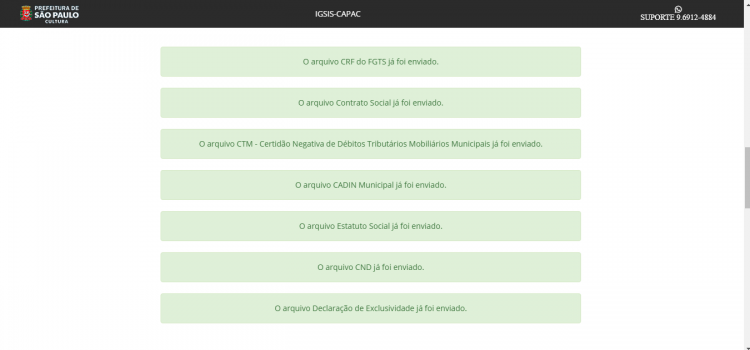 PREFEITURA DE
SÃO PAULO
CULTURA
IGSIS-CAPAC
SUPORTE 9.6912-4884
O arquivo CRF do FGTS já foi enviado.
O arquivo Contrato Social já foi enviado.
O arquivo CTM - Certidão Negativa de Débitos Tributários Mobiliários Municipais já foi enviado.
O arquivo CADIN Municipal já foi enviado.
O arquivo Estatuto Social já foi enviado.
O arquivo CND já foi enviado.
O arquivo Declaração de Exclusividade já foi enviado.